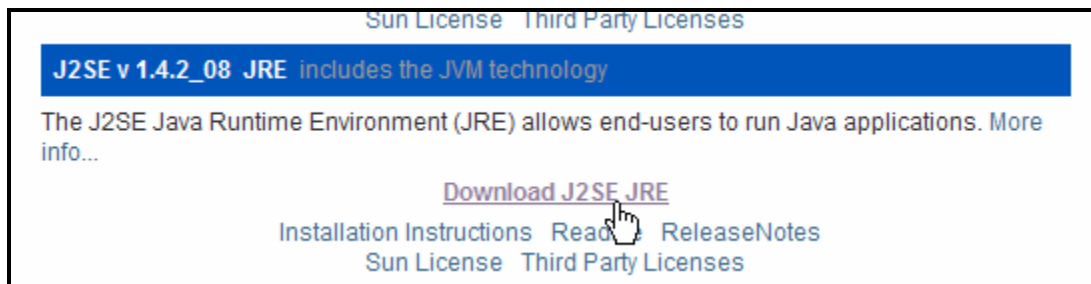 Sun License Third Party Licenses
J2SE v 1.4.2_08 JRE includes the JVM technology
The J2SE Java Runtime Environment (JRE) allows end-users to run Java applications. More
info...
Download J2SE JRE
Installation Instructions ReleaseNotes
Sun License Third Party Licenses